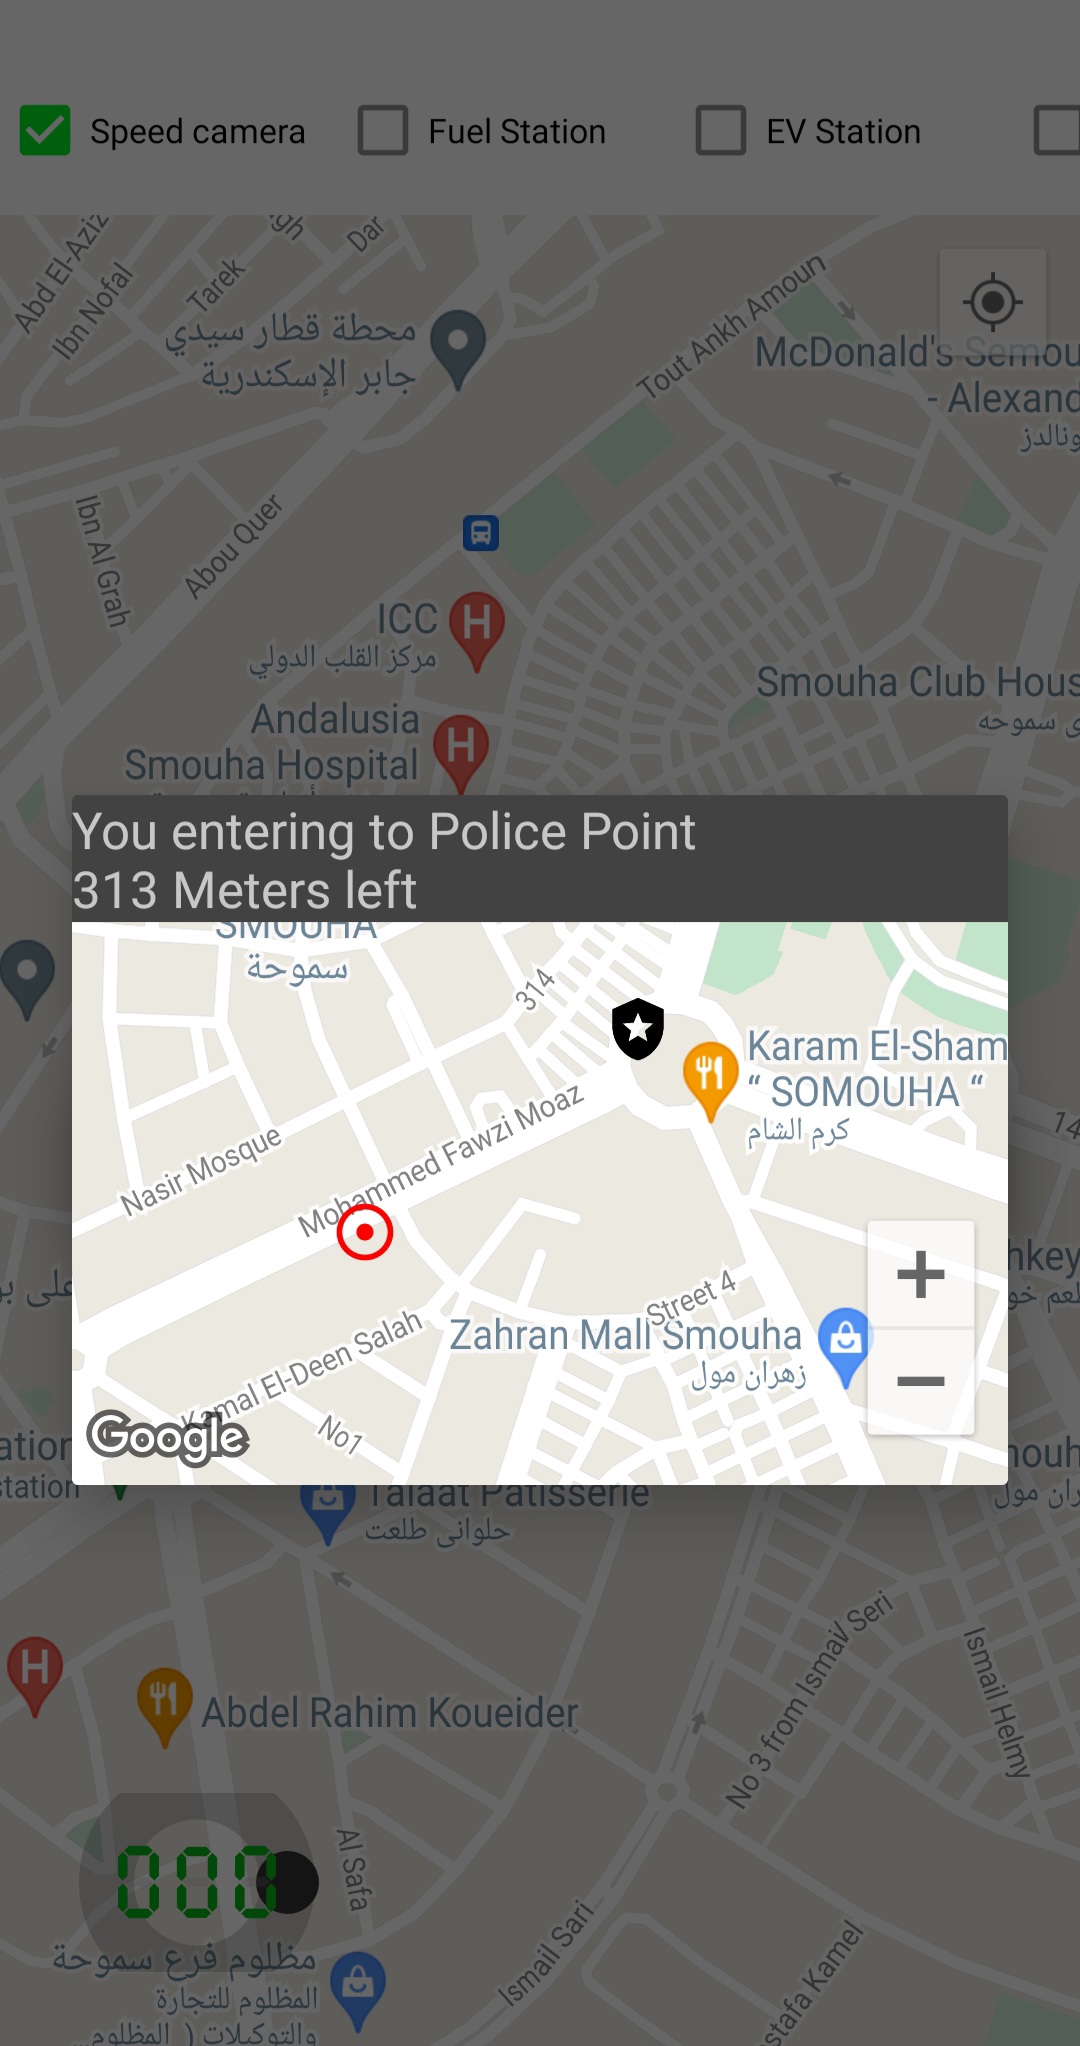 Speed camera
Fuel Station
EV Station
Abd El-Aziz
Ibn Nofal
Tarek
Dar
Tout Ankh Amoun
محطة قطار سيدي
جابر الإسكندرية
McDonald's Semou
- Alexand
Ibn Al Grah
Abou Quer
ICC
مركز القلب الدولي
Andalusia
Smouha Hospital
Smouha Club Hous
ى سموحه
You entering to Police Point
313 Meters left
SMOUHA
سموحة
314
Karam El-Sham
“ SOMOUHA “
كرم الشام
Nasir Mosque
Mohammed Fawzi Moaz
Street 4
Zahran Mall Smouha
زهران مول
Kamal El-Deen Salah
No1
Google
14
hkey
ation
station
mouh
ران مول
Talaat Patisserie
حلوانى طلعت
Abdel Rahim Koueider
No 3 from Ismail Seri
Ismail Helmy
Al Safa
000
Ismail Sari
stafa Kamel
مظلوم فرع سموحة
المظلوم للتجارة
والتوكيلات ( المظلوم...